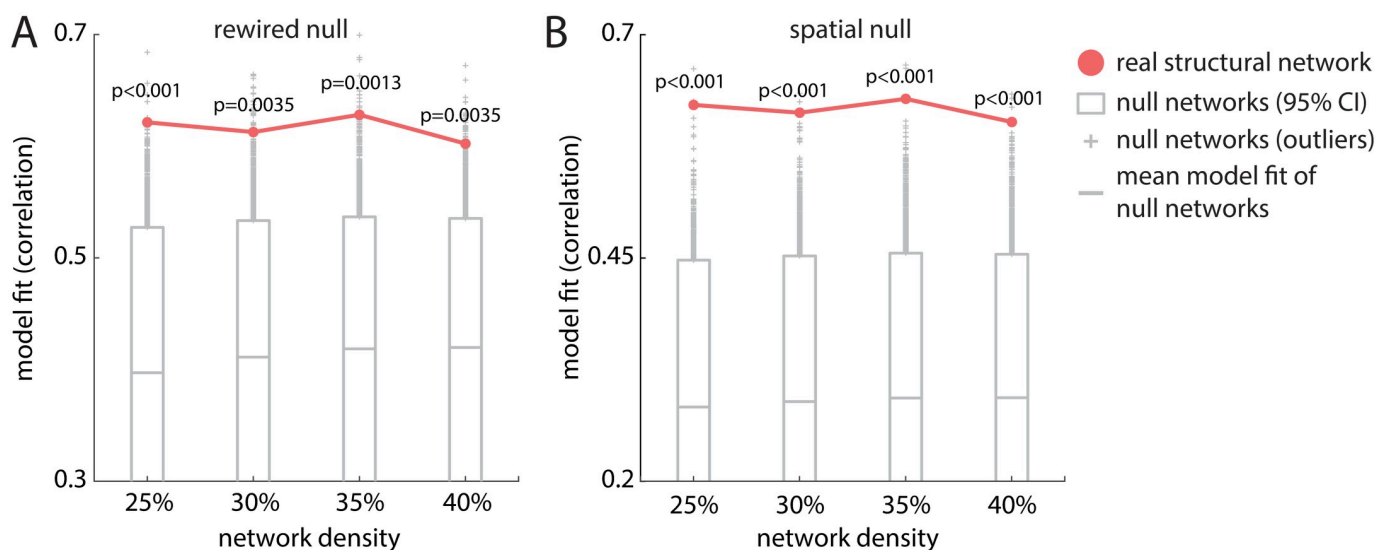 A
rewired null
0.7
0.5
0.3
model fit (correlation)
p<0.001
p=0.0035
p=0.0013
p=0.0035
25%
30%
35%
40%
network density
B
spatial null
0.7
0.45
0.2
model fit (correlation)
p<0.001
p<0.001
p<0.001
p<0.001
25%
30%
35%
40%
network density
real structural network
null networks (95% CI)
null networks (outliers)
mean model fit of
null networks